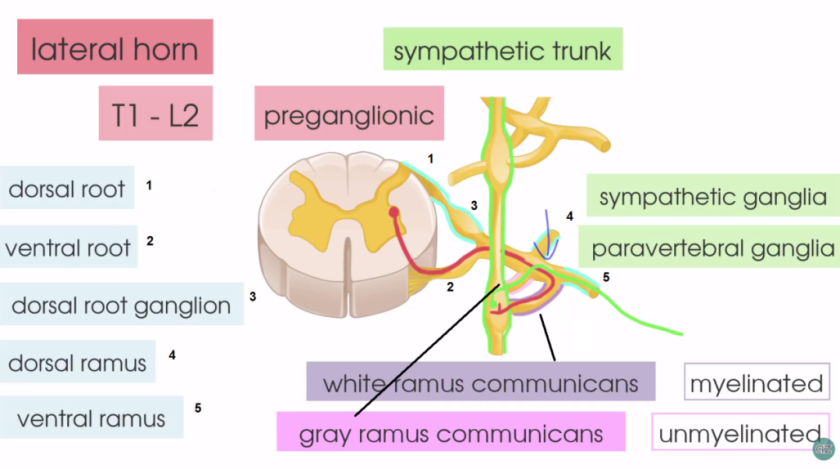 lateral horn
sympathetic trunk
T1 - L2
preganglionic
dorsal root 1
1
sympathetic ganglia
3
4
ventral root 2
paravertebral ganglia
2
5
dorsal root ganglion 3
dorsal ramus 4
white ramus communicans
myelinated
ventral ramus 5
gray ramus communicans
unmyelinated